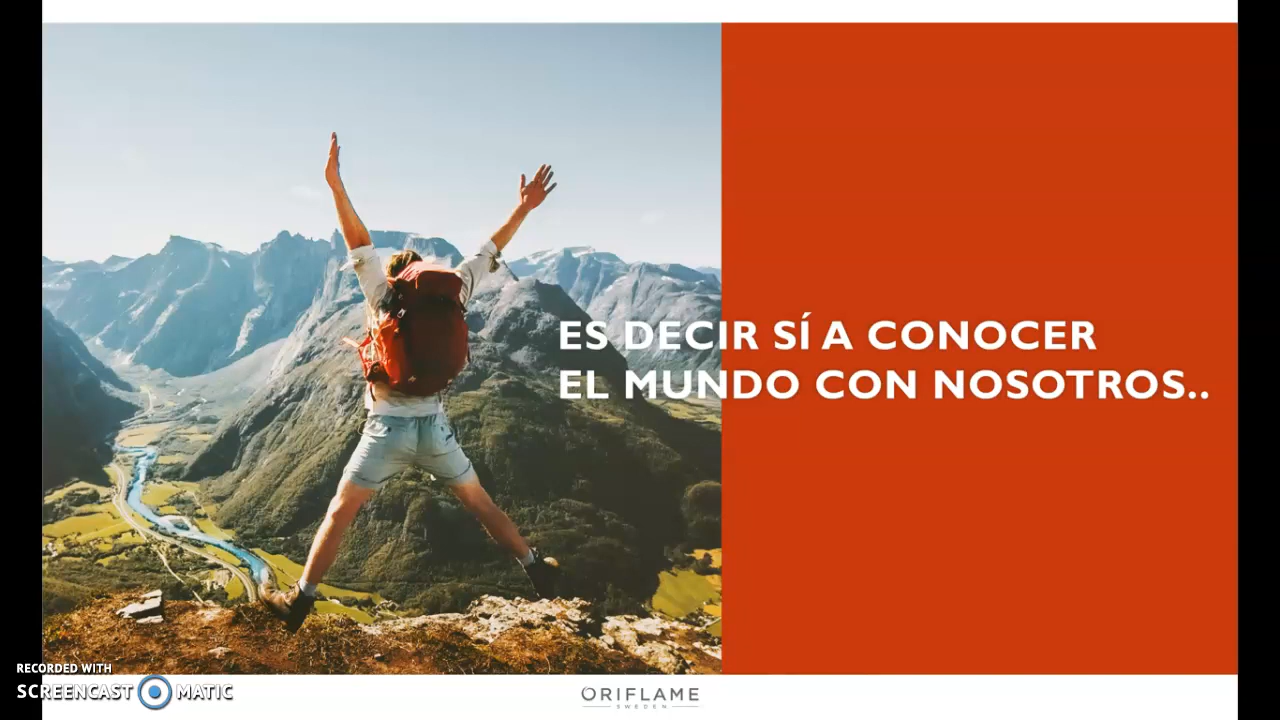 ES DECIR SÍ A CONOCER
EL MUNDO CON NOSOTROS..
RECORDED WITH
SCREENCAST MATIC
ORIFLAME
SWEDEN